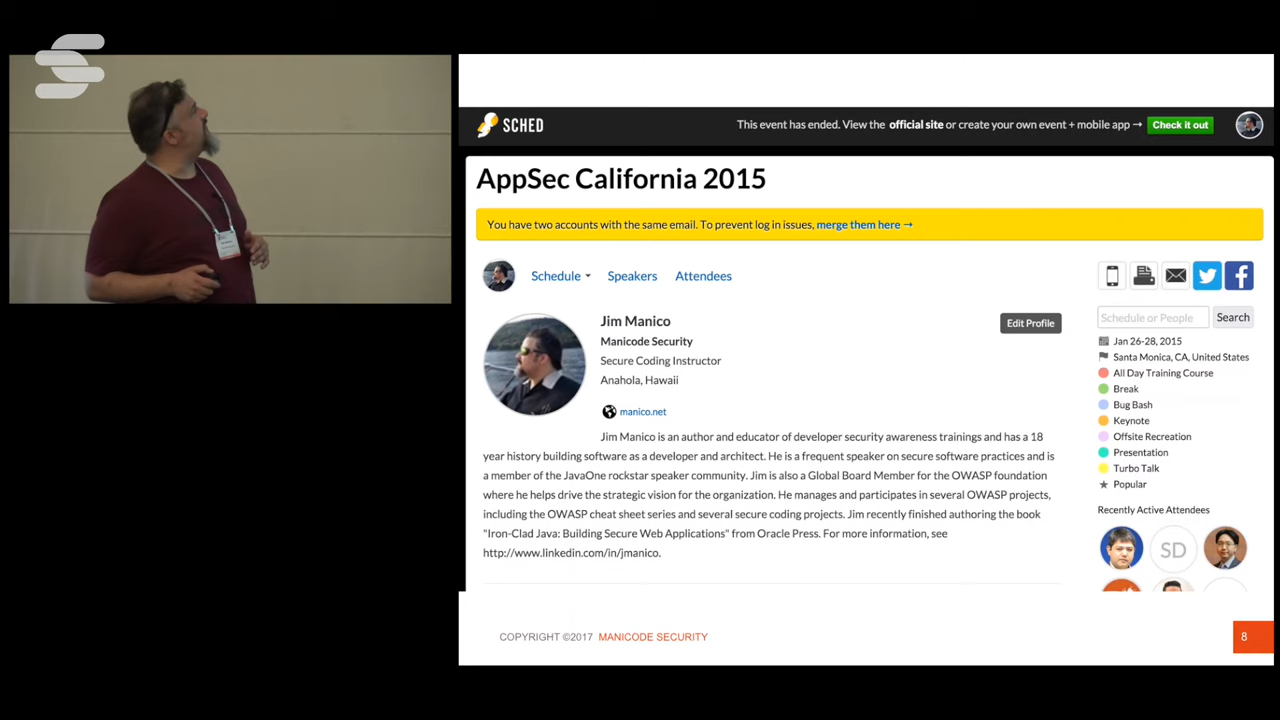 SCHED
This event has ended. View the official site or create your own event + mobile app → Check it out
AppSec California 2015
You have two accounts with the same email. To prevent log in issues, merge them here →
Schedule Speakers Attendees
Jim Manico
Edit Profile
Manicode Security
Secure Coding Instructor
Anahola, Hawaii
manico.net
Jim Manico is an author and educator of developer security awareness trainings and has a 18
year history building software as a developer and architect. He is a frequent speaker on secure software practices and is
a member of the JavaOne rockstar speaker community. Jim is also a Global Board Member for the OWASP foundation
where he helps drive the strategic vision for the organization. He manages and participates in several OWASP projects,
including the OWASP cheat sheet series and several secure coding projects. Jim recently finished authoring the book
"Iron-Clad Java: Building Secure Web Applications" from Oracle Press. For more information, see
http://www.linkedin.com/in/jmanico.
Schedule or People Search
Jan 26-28, 2015
Santa Monica, CA, United States
All Day Training Course
Break
Bug Bash
Keynote
Offsite Recreation
Presentation
Turbo Talk
Popular
Recently Active Attendees
SD
COPYRIGHT ©2017 MANICODE SECURITY
8